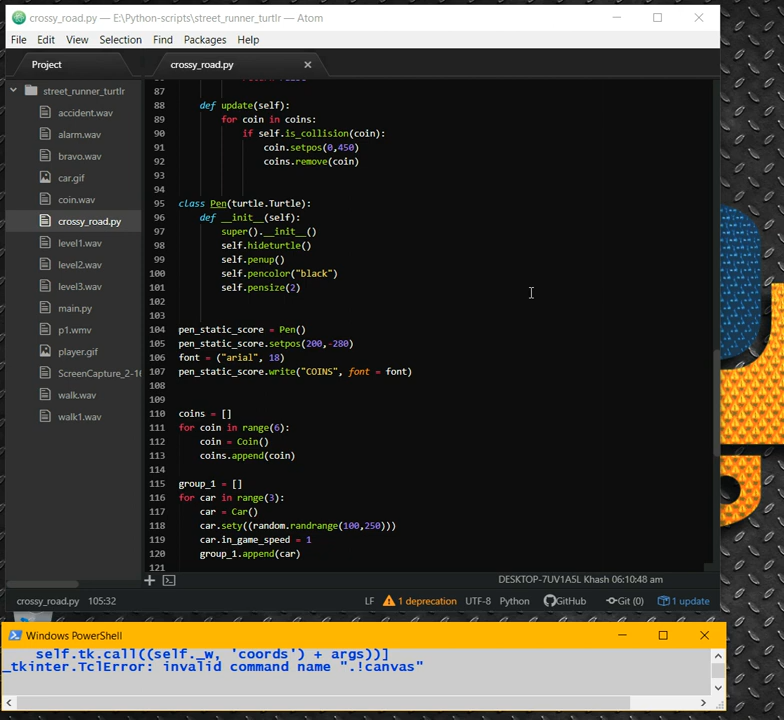 crossy_road.py — E:\Python-scripts\street_runner_turtlr — Atom
File Edit View Selection Find Packages Help
Project
crossy_road.py
street_runner_turtlr
accident.wav
alarm.wav
bravo.wav
car.gif
coin.wav
crossy_road.py
level1.wav
level2.wav
level3.wav
main.py
p1.wmv
player.gif
ScreenCapture_2-1
walk.wav
walk1.wav
87
88 def update(self):
89 for coin in coins:
90 if self.is_collision(coin):
91 coin.setpos(0,450)
92 coins.remove(coin)
93
94
95 class Pen(turtle.Turtle):
96 def __init__(self):
97 super().__init__()
98 self.hideturtle()
99 self.penup()
100 self.pencolor("black")
101 self.pensize(2)
102
103
104 pen_static_score = Pen()
105 pen_static_score.setpos(200,-280)
106 font = ("arial", 18)
107 pen_static_score.write("COINS", font = font)
108
109
110 coins = []
111 for coin in range(6):
112 coin = Coin()
113 coins.append(coin)
114
115 group_1 = []
116 for car in range(3):
117 car = Car()
118 car.sety((random.randrange(100,250)))
119 car.in_game_speed = 1
120 group_1.append(car)
121
DESKTOP-7UV1A5L Khash 06:10:48 am
crossy_road.py 105:32 LF 1 deprecation UTF-8 Python GitHub Git (0) 1 update
Windows PowerShell
self.tk.call((self._w, 'coords') + args))]
_tkinter.TclError: invalid command name ".!canvas"